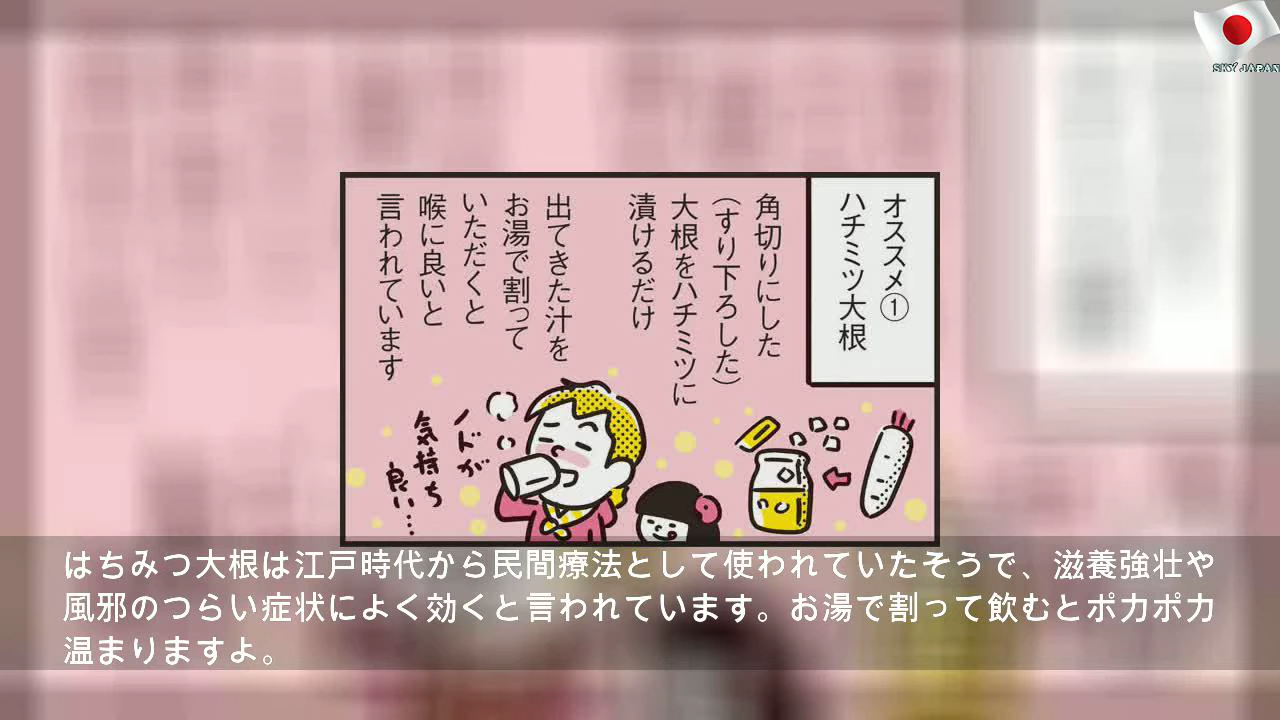 SKY JAPAN
オススメ①
ハチミツ大根
角切りにした
(すり下ろした)
大根をハチミツに
漬けるだけ
出てきた汁を
お湯で割って
いただくと
喉に良いと
言われています
ノドが
気持ち
良い…
はちみつ大根は江戸時代から民間療法として使われていたそうで、滋養強壮や
風邪のつらい症状によく効くと言われています。お湯で割って飲むとポカポカ
温まりますよ。